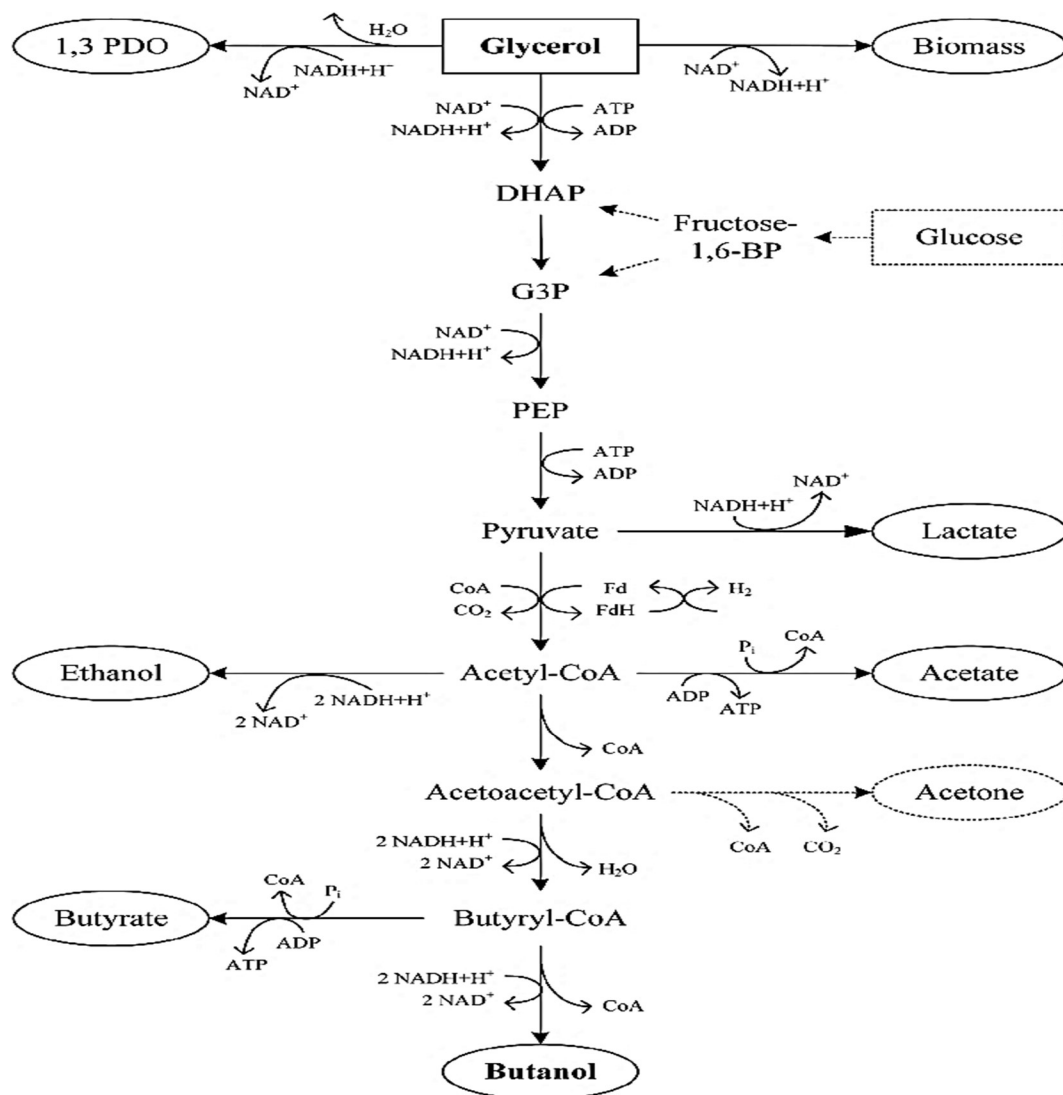 H₂O
1,3 PDO
Glycerol
Biomass
NADH+H⁻
NAD⁺
NAD⁺
NADH+H⁺
NAD⁺
ATP
NADH+H⁺
ADP
DHAP
Fructose-
1,6-BP
Glucose
G3P
NAD⁺
NADH+H⁺
PEP
ATP
ADP
NAD⁺
NADH+H⁺
Pyruvate
Lactate
CoA
Fd
H₂
CO₂
FdH
Pᵢ
CoA
Ethanol
Acetyl-CoA
Acetate
2 NADH+H⁺
2 NAD⁺
ADP
ATP
CoA
Acetoacetyl-CoA
Acetone
2 NADH+H⁺
2 NAD⁺
H₂O
CoA
CO₂
CoA
Pᵢ
Butyrate
Butyryl-CoA
ADP
ATP
2 NADH+H⁺
2 NAD⁺
CoA
Butanol